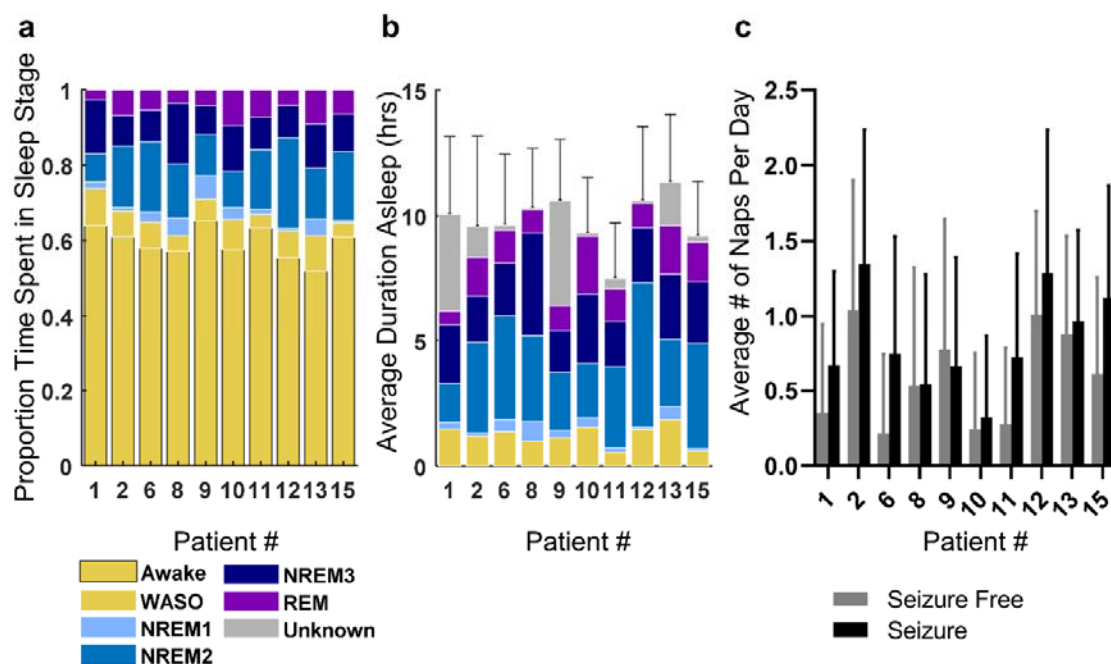 a
Proportion Time Spent in Sleep Stage
1
0.8
0.6
0.4
0.2
0
1 2 6 8 9 10 11 12 13 15
Patient #
Awake
WASO
NREM1
NREM2
NREM3
REM
Unknown
b
Average Duration Asleep (hrs)
15
10
5
0
1 2 6 8 9 10 11 12 13 15
Patient #
c
Average # of Naps Per Day
2.5
2.0
1.5
1.0
0.5
0.0
1 2 6 8 9 10 11 12 13 15
Patient #
Seizure Free
Seizure